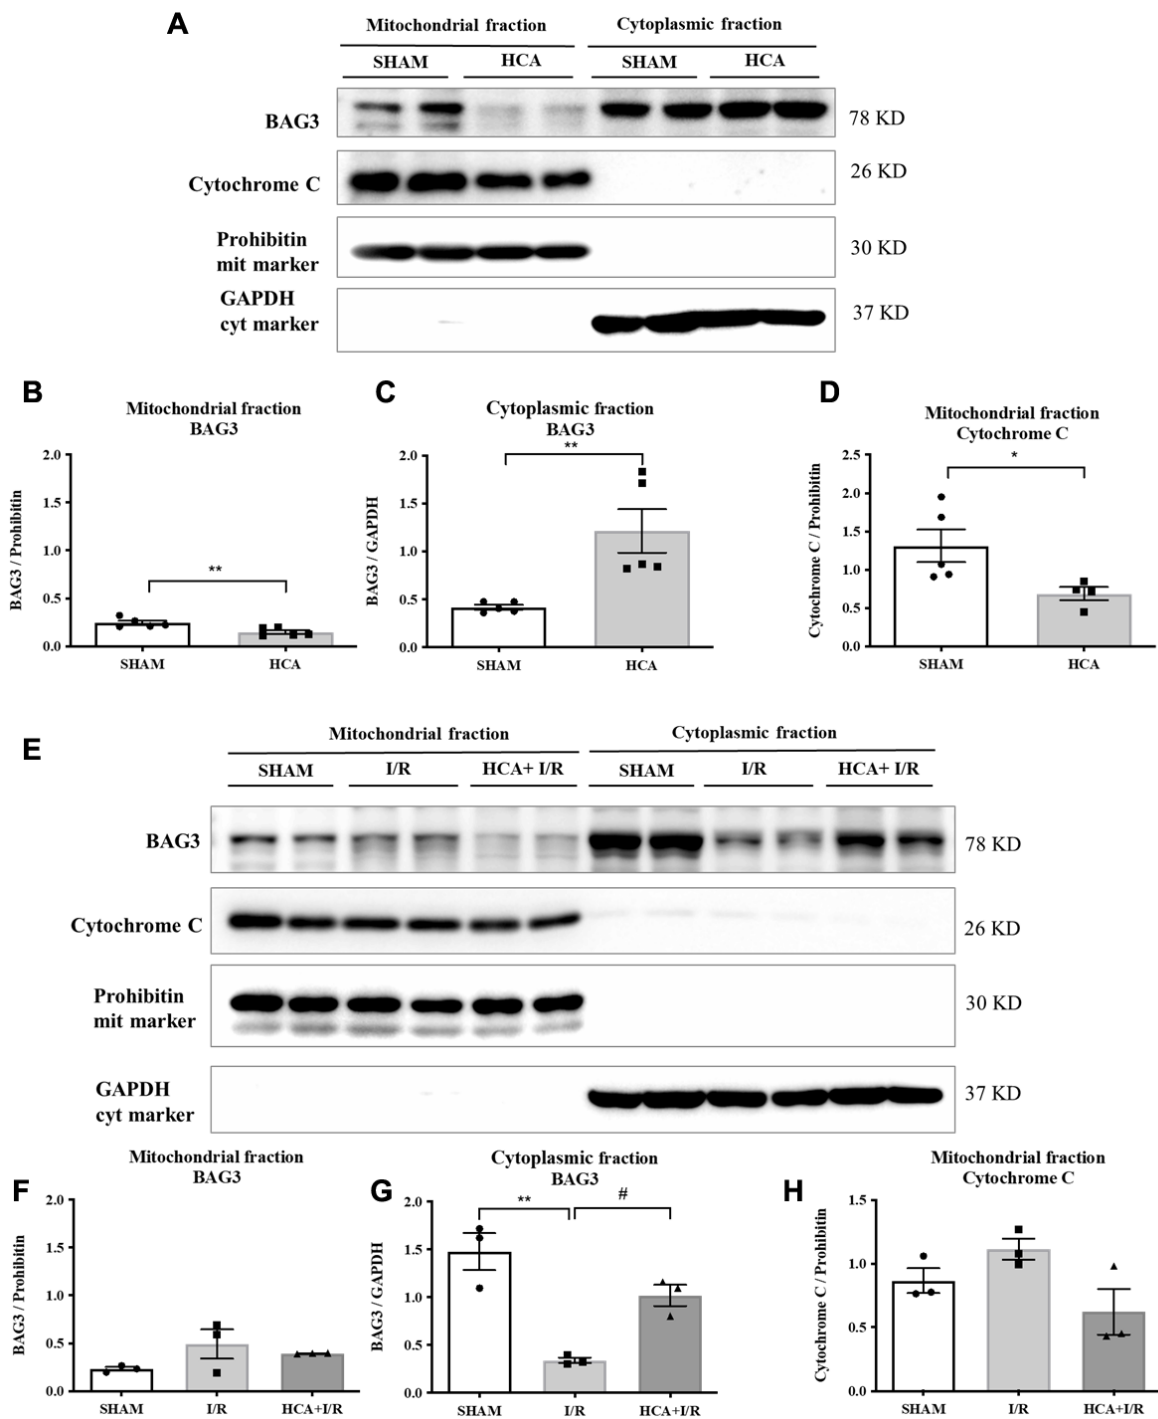 A
Mitochondrial fraction
Cytoplasmic fraction
SHAM
HCA
SHAM
HCA
BAG3
78 KD
Cytochrome C
26 KD
Prohibitin
mit marker
30 KD
GAPDH
cyt marker
37 KD
B
Mitochondrial fraction
BAG3
**
BAG3 / Prohibitin
2.0
1.5
1.0
0.5
0.0
SHAM
HCA
C
Cytoplasmic fraction
BAG3
**
BAG3 / GAPDH
2.0
1.5
1.0
0.5
0.0
SHAM
HCA
D
Mitochondrial fraction
Cytochrome C
*
Cytochrome C / Prohibitin
2.5
2.0
1.5
1.0
0.5
0.0
SHAM
HCA
E
Mitochondrial fraction
Cytoplasmic fraction
SHAM
I/R
HCA+ I/R
SHAM
I/R
HCA+ I/R
BAG3
78 KD
Cytochrome C
26 KD
Prohibitin
mit marker
30 KD
GAPDH
cyt marker
37 KD
F
Mitochondrial fraction
BAG3
BAG3 / Prohibitin
2.0
1.5
1.0
0.5
0.0
SHAM
I/R
HCA+I/R
G
Cytoplasmic fraction
BAG3
**
#
BAG3 / GAPDH
2.0
1.5
1.0
0.5
0.0
SHAM
I/R
HCA+I/R
H
Mitochondrial fraction
Cytochrome C
Cytochrome C / Prohibitin
1.5
1.0
0.5
0.0
SHAM
I/R
HCA+I/R